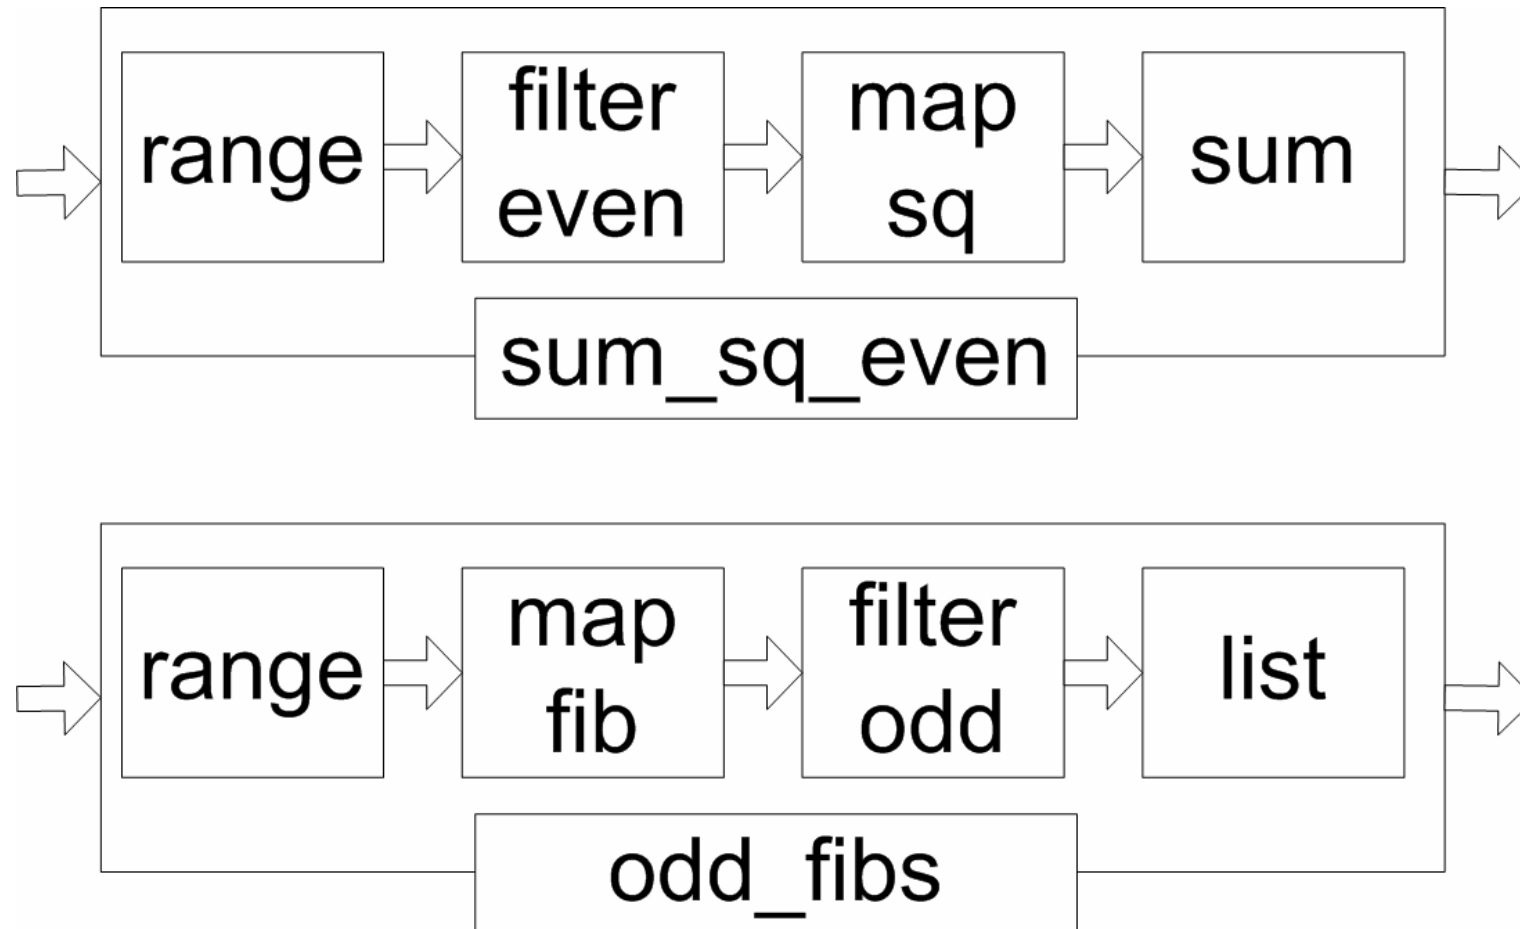 range
filter
even
map
sq
sum
sum_sq_even
range
map
fib
filter
odd
list
odd_fibs